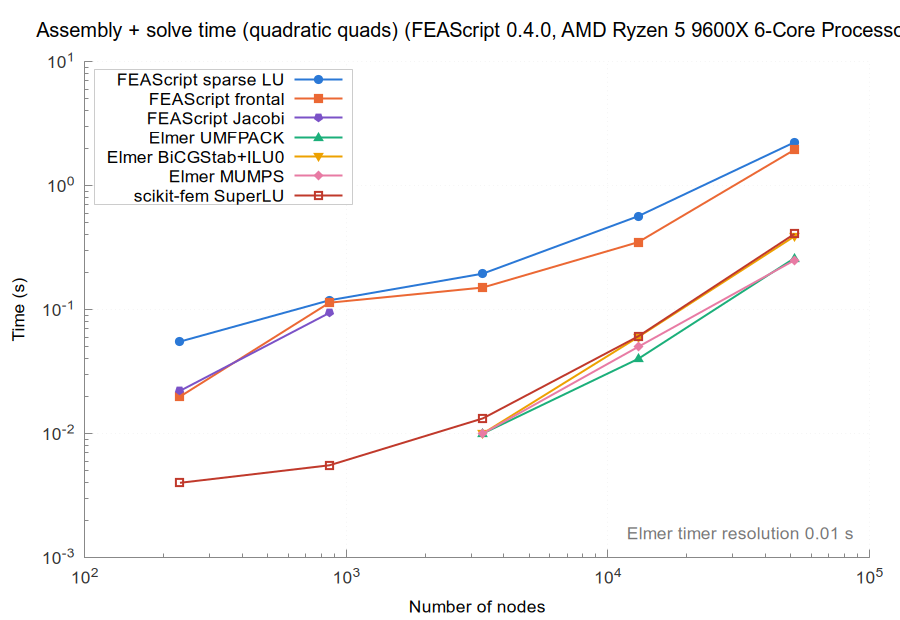 Assembly + solve time (quadratic quads) (FEAScript 0.4.0, AMD Ryzen 5 9600X 6-Core Processo
10¹
10⁰
10⁻¹
10⁻²
10⁻³
Time (s)
FEAScript sparse LU
FEAScript frontal
FEAScript Jacobi
Elmer UMFPACK
Elmer BiCGStab+ILU0
Elmer MUMPS
scikit-fem SuperLU
Elmer timer resolution 0.01 s
10² 10³ 10⁴ 10⁵
Number of nodes